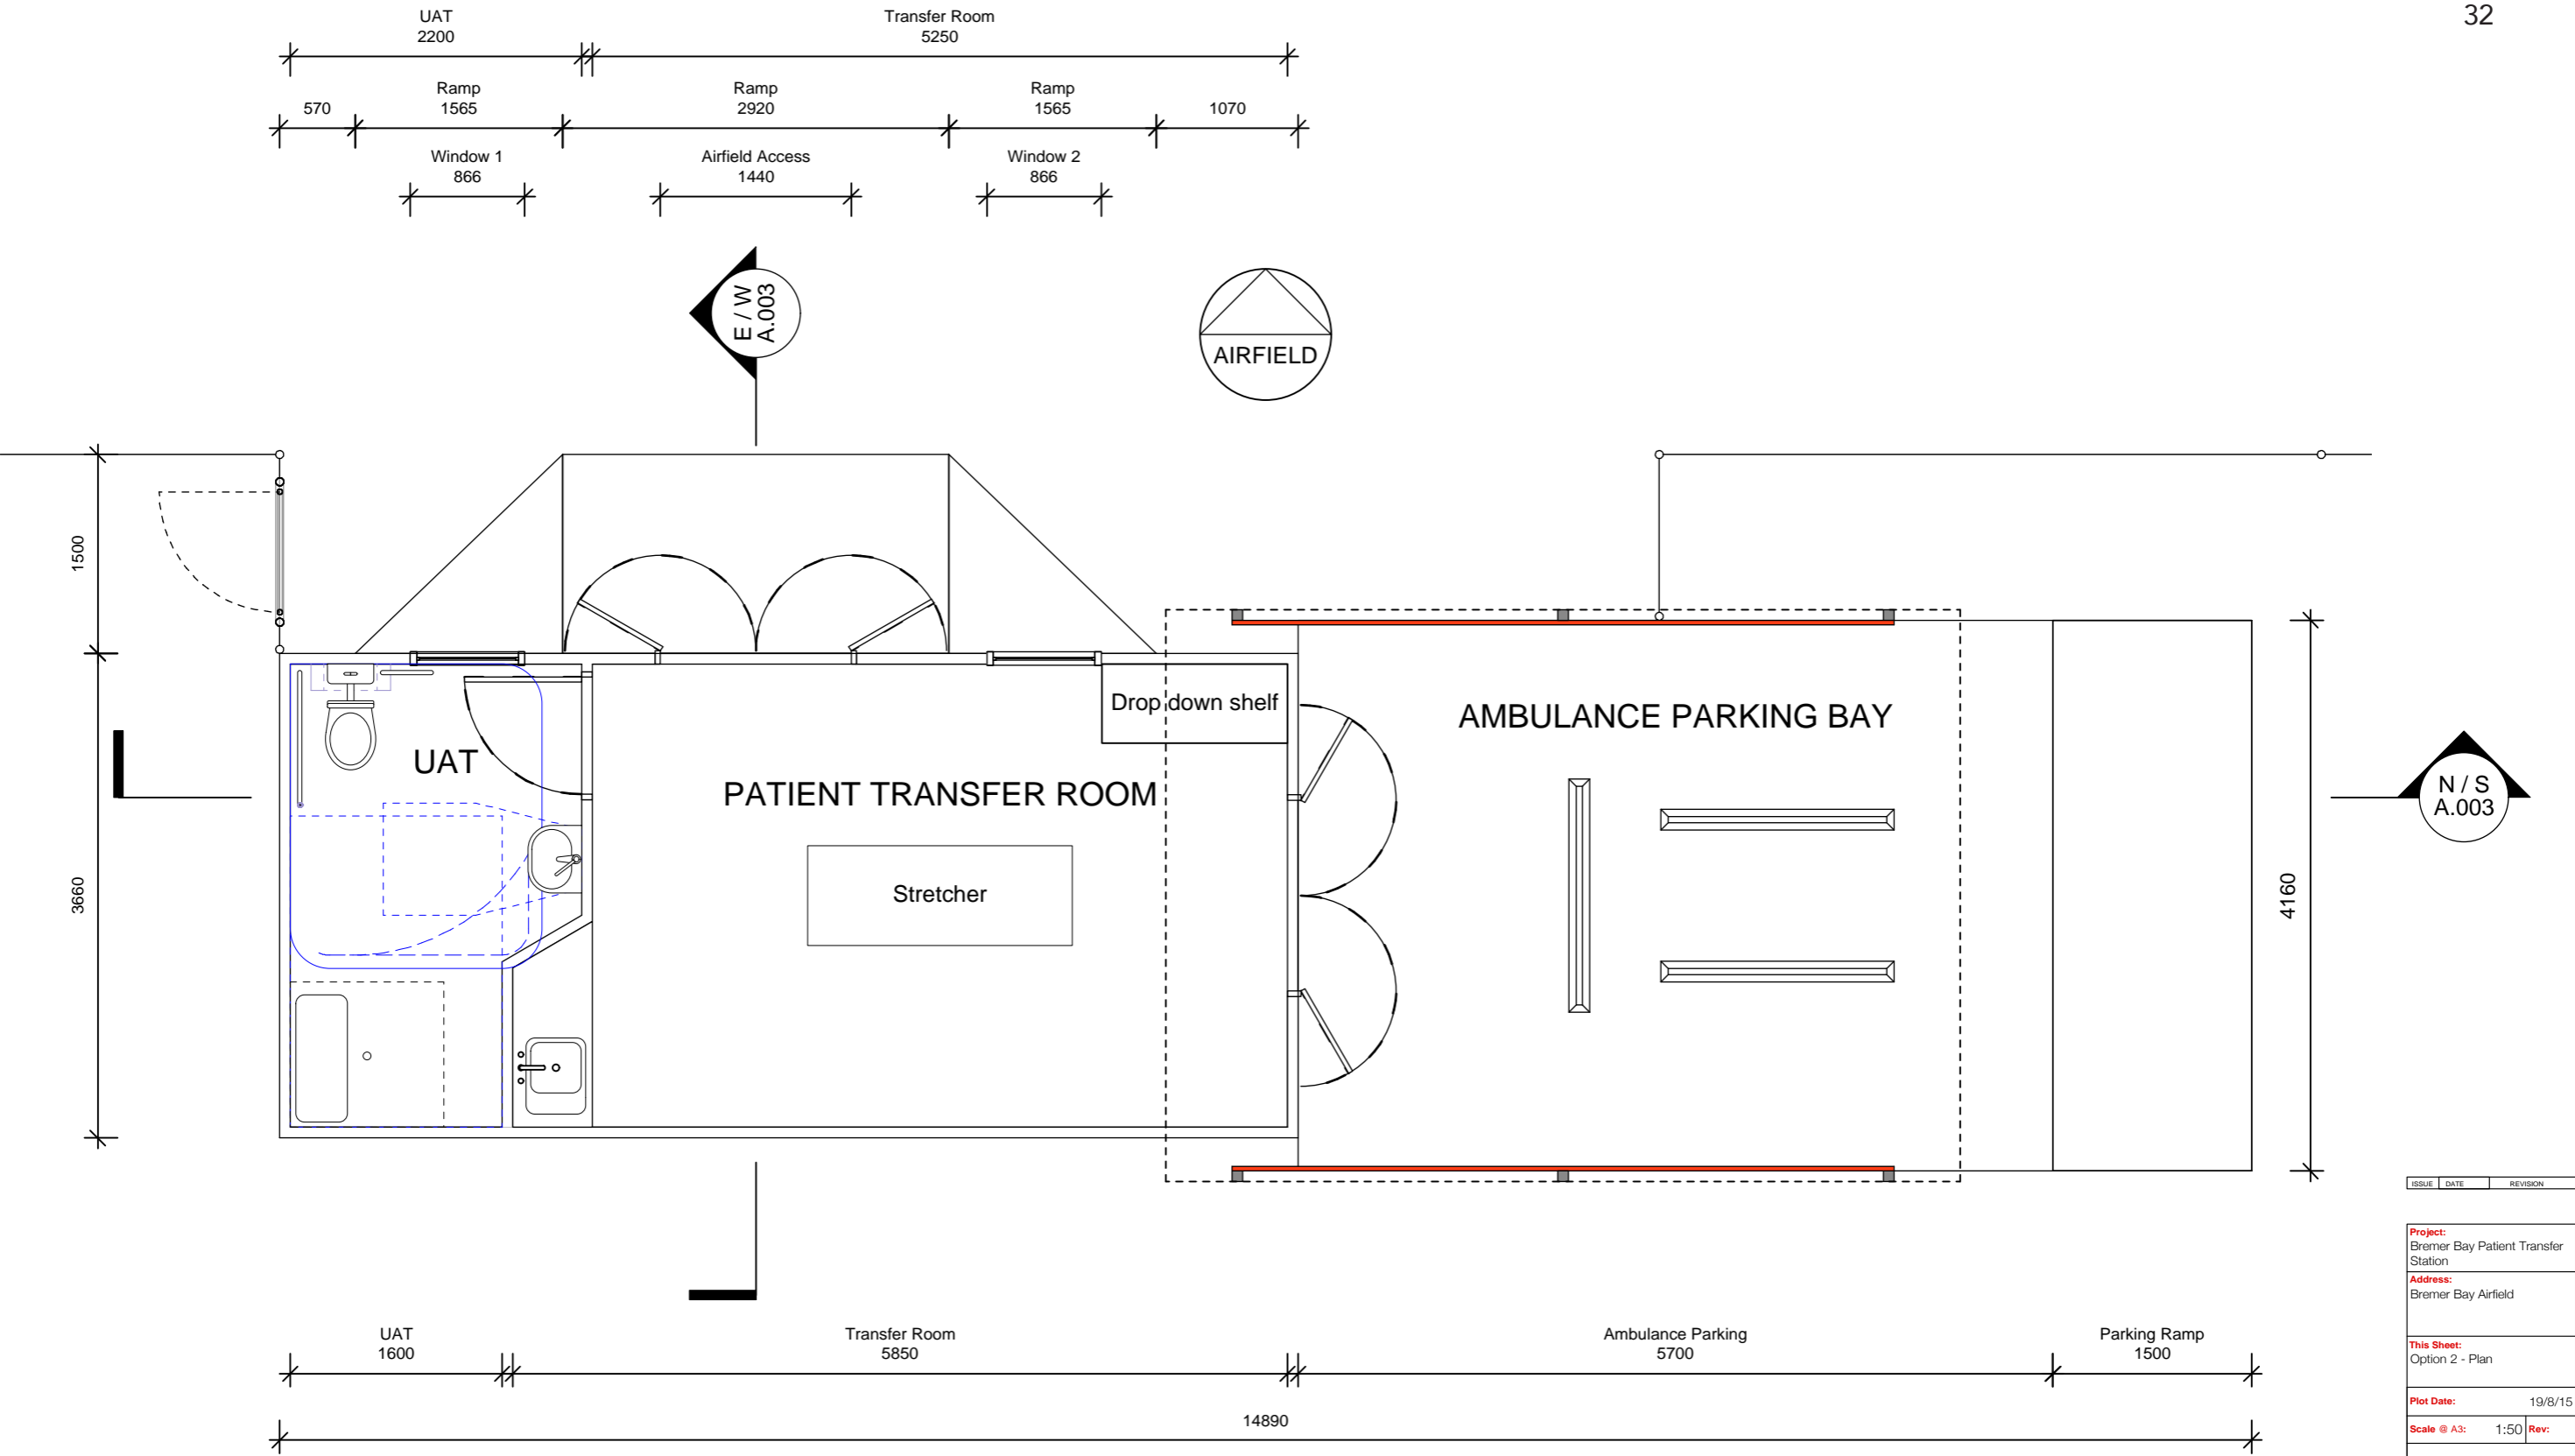 32
UAT
2200
Transfer Room
5250
570
Ramp
1565
Ramp
2920
Ramp
1565
1070
Window 1
866
Airfield Access
1440
Window 2
866
E / W
A.003
AIRFIELD
1500
3660
UAT
PATIENT TRANSFER ROOM
Stretcher
Drop down shelf
AMBULANCE PARKING BAY
4160
N / S
A.003
UAT
1600
Transfer Room
5850
Ambulance Parking
5700
Parking Ramp
1500
14890
ISSUE DATE REVISION
Project:
Bremer Bay Patient Transfer
Station
Address:
Bremer Bay Airfield
This Sheet:
Option 2 - Plan
Plot Date: 19/8/15
Scale @ A3: 1:50 Rev: